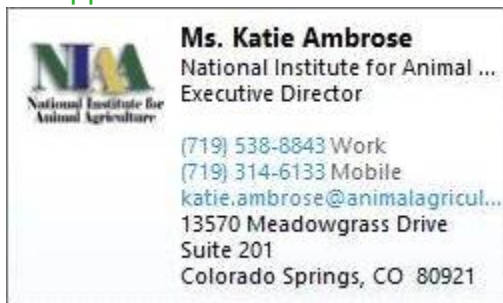 NIAA
National Institute for
Animal Agriculture
Ms. Katie Ambrose
National Institute for Animal ...
Executive Director
(719) 538-8843 Work
(719) 314-6133 Mobile
katie.ambrose@animalagricul...
13570 Meadowgrass Drive
Suite 201
Colorado Springs, CO 80921